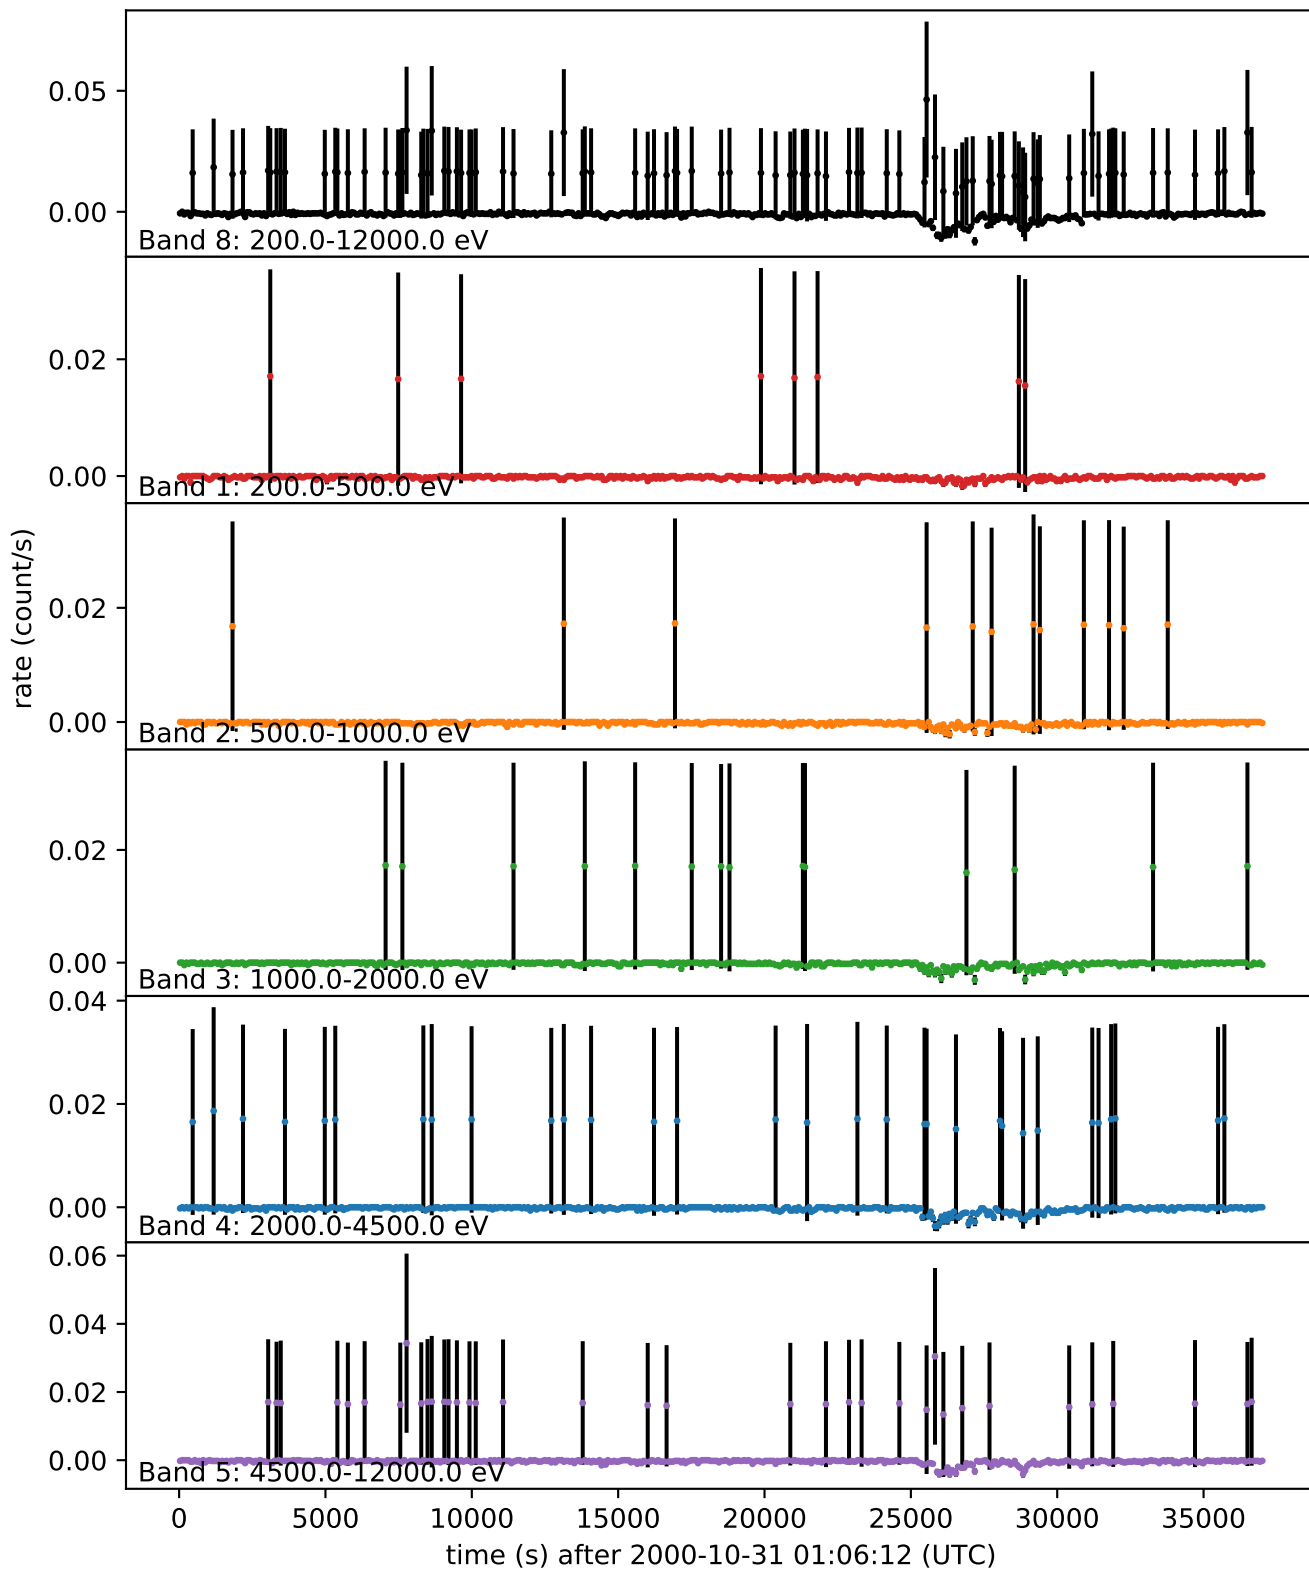 0.05
0.00
Band 8: 200.0-12000.0 eV
0.02
0.00
Band 1: 200.0-500.0 eV
rate (count/s)
0.02
0.00
Band 2: 500.0-1000.0 eV
0.02
0.00
Band 3: 1000.0-2000.0 eV
0.04
0.02
0.00
Band 4: 2000.0-4500.0 eV
0.06
0.04
0.02
0.00
Band 5: 4500.0-12000.0 eV
0 5000 10000 15000 20000 25000 30000 35000
time (s) after 2000-10-31 01:06:12 (UTC)